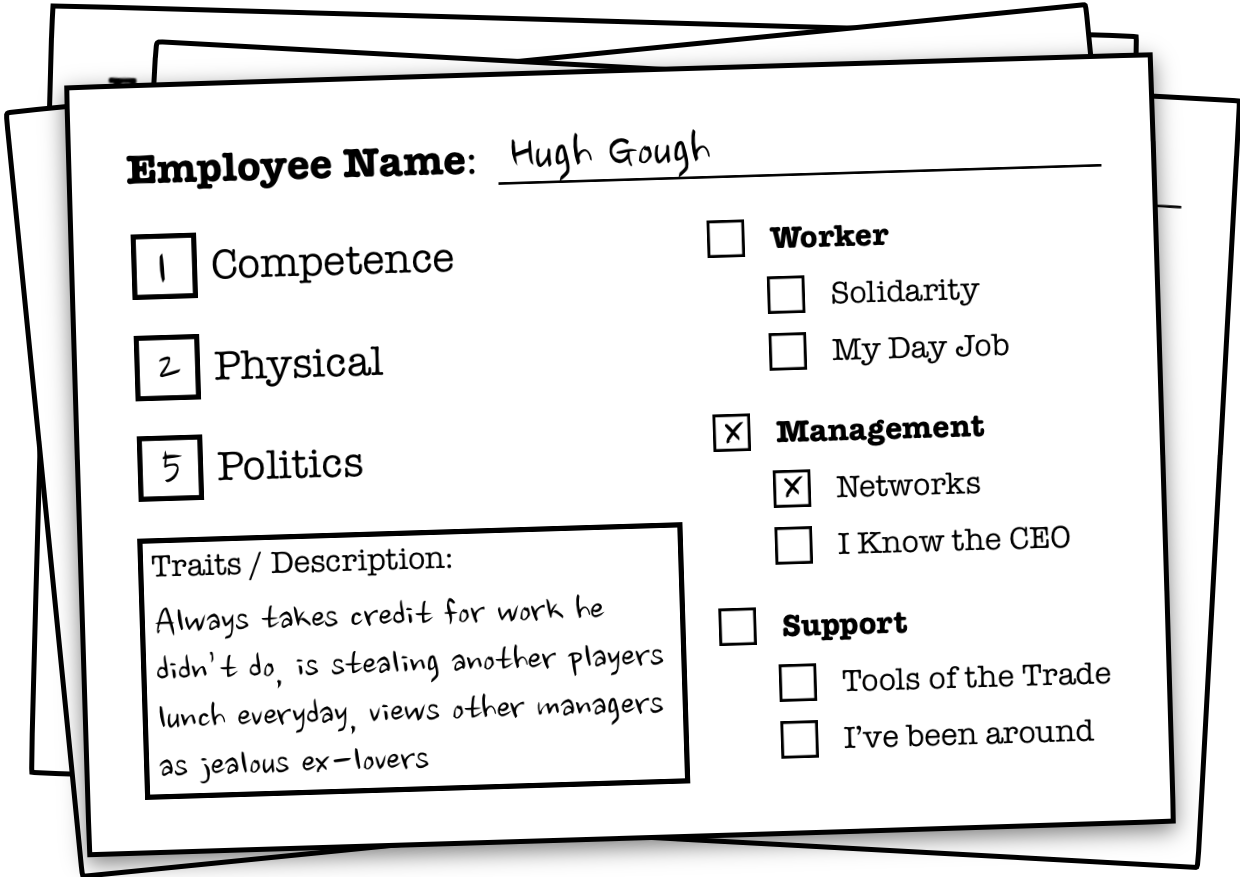 Employee Name: Hugh Gough
1 Competence
2 Physical
5 Politics
Traits / Description:
Always takes credit for work he
didn't do, is stealing another players
lunch everyday, views other managers
as jealous ex-lovers
Worker
Solidarity
My Day Job
X Management
X Networks
I Know the CEO
Support
Tools of the Trade
I've been around